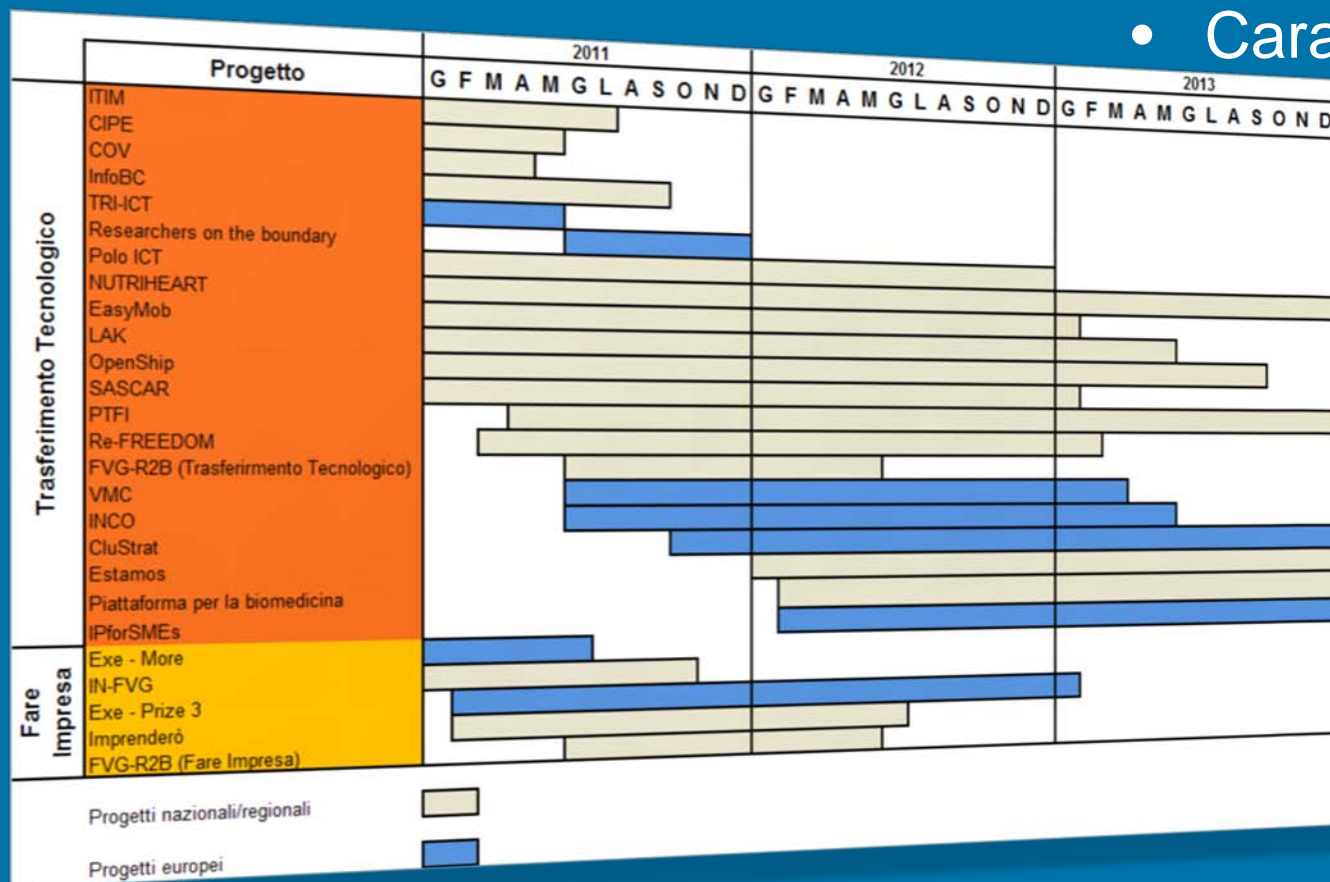 • Cara
2011
2012
2013
Progetto
G F M A M G L A S O N D G F M A M G L A S O N D G F M A M G L A S O N D
Trasferimento Tecnologico
ITIM
CIPE
COV
InfoBC
TRI-ICT
Researchers on the boundary
Polo ICT
NUTRIHEART
EasyMob
LAK
OpenShip
SASCAR
PTFI
Re-FREEDOM
FVG-R2B (Trasferirmento Tecnologico)
VMC
INCO
CluStrat
Estamos
Piattaforma per la biomedicina
IPforSMEs
Fare
Impresa
Exe - More
IN-FVG
Exe - Prize 3
Imprenderò
FVG-R2B (Fare Impresa)
Progetti nazionali/regionali
Progetti europei